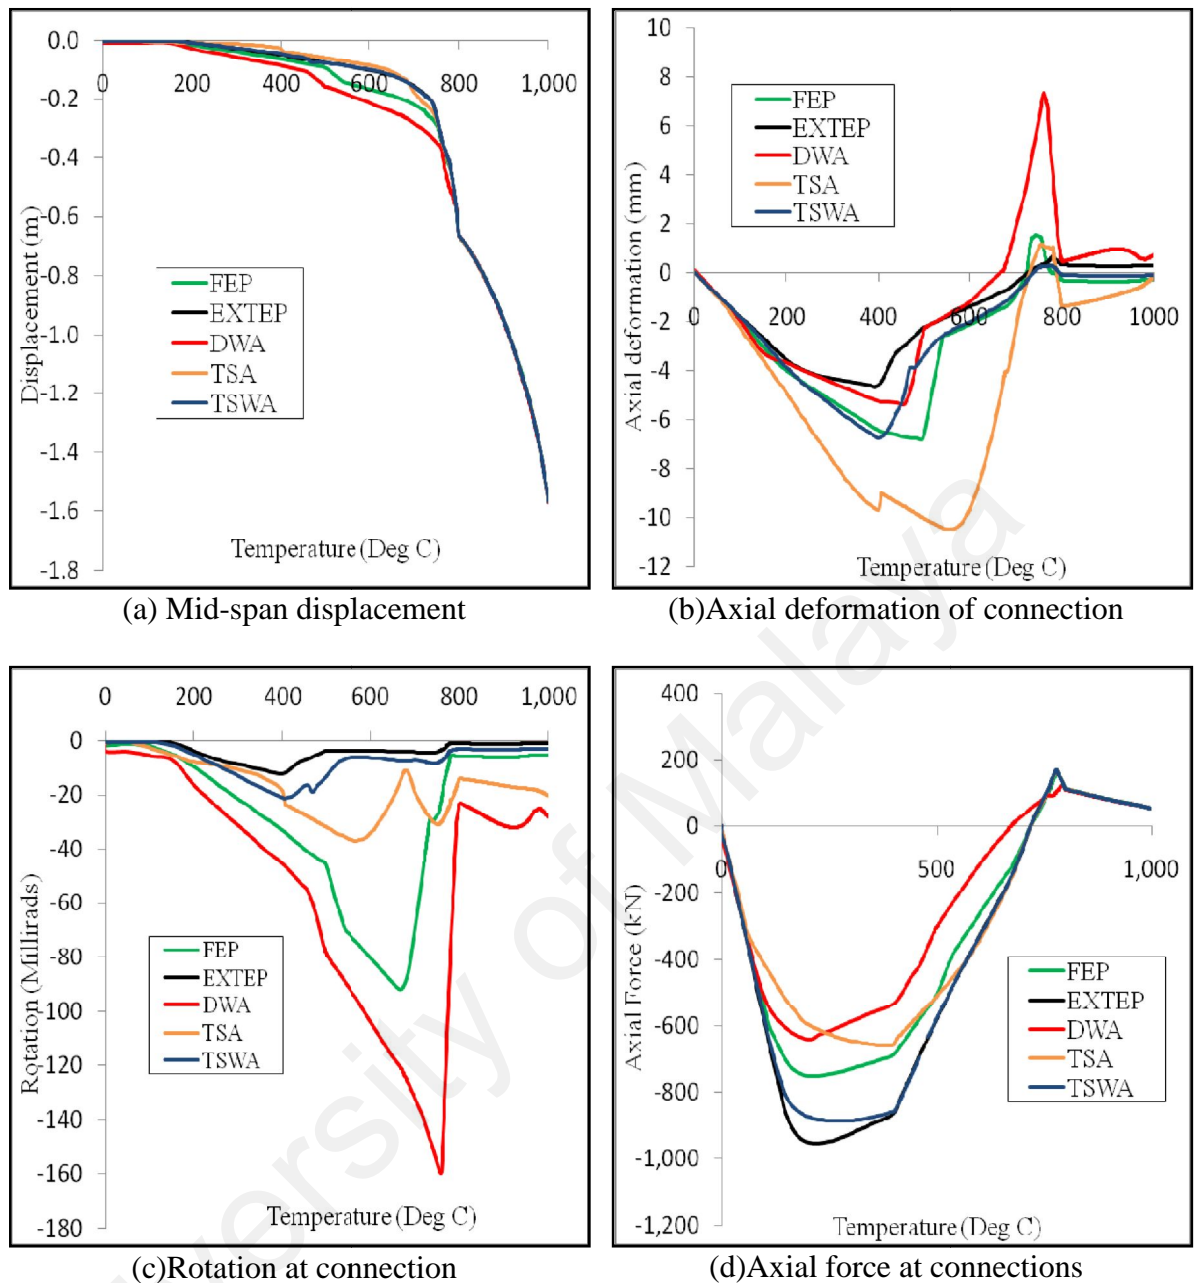 0.0
-0.2
-0.4
-0.6
-0.8
-1.0
-1.2
-1.4
-1.6
-1.8
0 200 400 600 800 1,000
Displacement (m)
FEP
EXTEP
DWA
TSA
TSWA
Temperature (Deg C)
(a) Mid-span displacement
10
8
6
4
2
0
-2
-4
-6
-8
-10
-12
0 200 400 600 800 1000
Axial deformation (mm)
FEP
EXTEP
DWA
TSA
TSWA
Temperature (Deg C)
(b)Axial deformation of connection
0 200 400 600 800 1,000
0
-20
-40
-60
-80
-100
-120
-140
-160
-180
Rotation (Millirads)
FEP
EXTEP
DWA
TSA
TSWA
Temperature (Deg C)
(c)Rotation at connection
400
200
0
-200
-400
-600
-800
-1,000
-1,200
0 500 1,000
Axial Force (kN)
FEP
EXTEP
DWA
TSA
TSWA
Temperature (Deg C)
(d)Axial force at connections
versity of Malaya